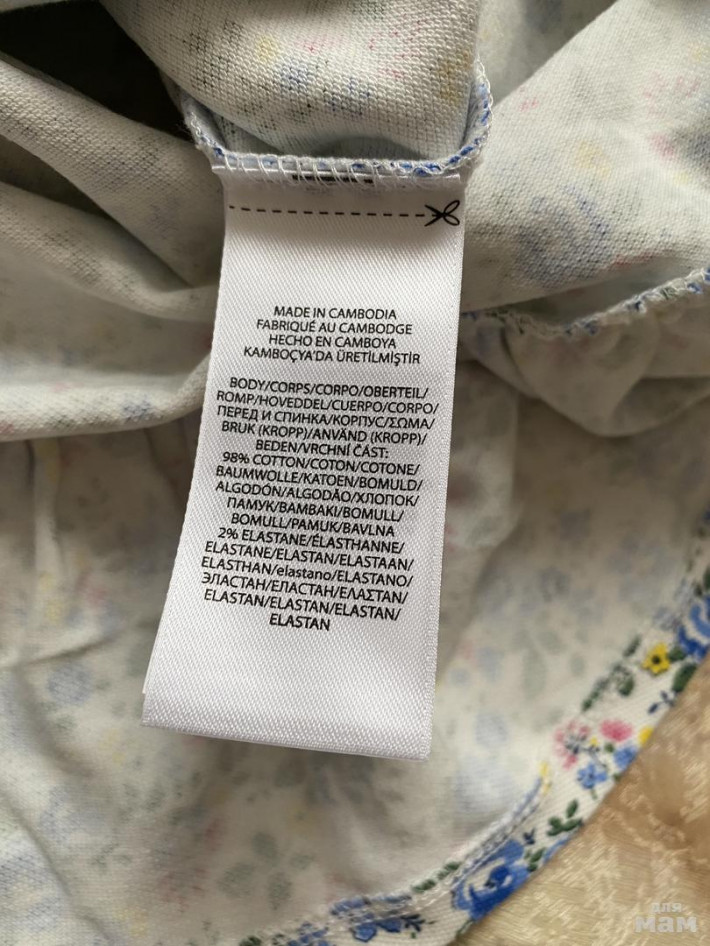 MADE IN CAMBODIA
FABRIQUÉ AU CAMBODGE
HECHO EN CAMBOYA
KAMBOÇYA'DA ÜRETİLMİŞTİR
BODY/CORPS/CORPO/OBERTEIL/
ROMP/HOVEDDEL/CUERPO/CORPO/
ПЕРЕД И СПИНКА/КОРПУС/ΣΩΜΑ/
BRUK (KROPP)/ANVÄND (KROPP)/
BEDEN/VRCHNÍ ČÁST:
98% COTTON/COTON/COTONE/
BAUMWOLLE/KATOEN/BOMULD/
ALGODÓN/ALGODÃO/ХЛОПОК/
ПАМУК/ΒΑΜΒΑΚΙ/BOMULL/
BOMULL/PAMUK/BAVLNA
2% ELASTANE/ÉLASTHANNE/
ELASTANE/ELASTAN/ELASTAAN/
ELASTHAN/elastano/ELASTANO/
ЭЛАСТАН/ЕЛАСТАН/ΕΛΑΣΤΑΝ/
ELASTAN/ELASTAN/ELASTAN/
ELASTAN
для
мам